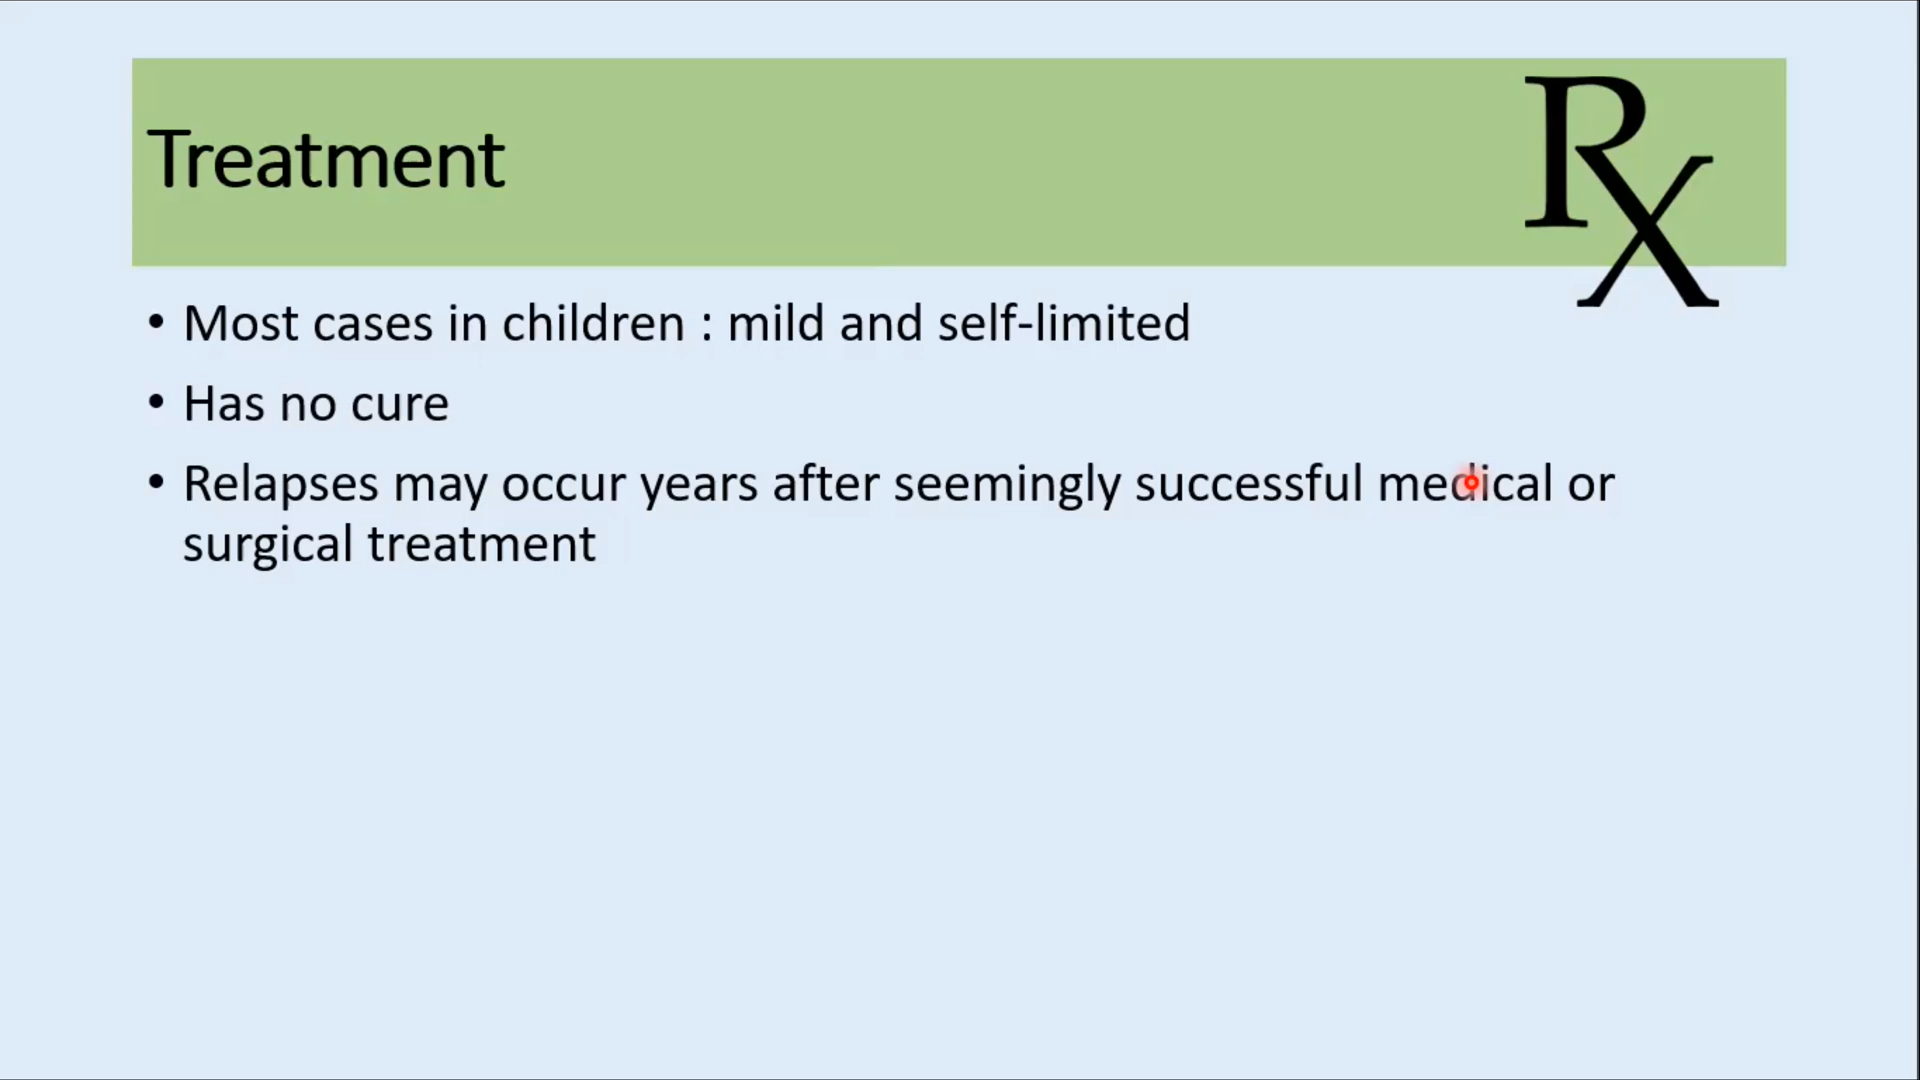 Treatment
Rx
• Most cases in children : mild and self-limited
• Has no cure
• Relapses may occur years after seemingly successful medical or
surgical treatment